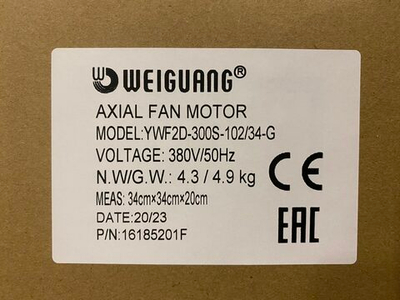 WEIGUANG®
AXIAL FAN MOTOR
MODEL:YWF2D-300S-102/34-G
VOLTAGE: 380V/50Hz
N.W/G.W.: 4.3 / 4.9 kg
MEAS: 34cm×34cm×20cm
DATE:20/23
P/N:16185201F
CE
EAC